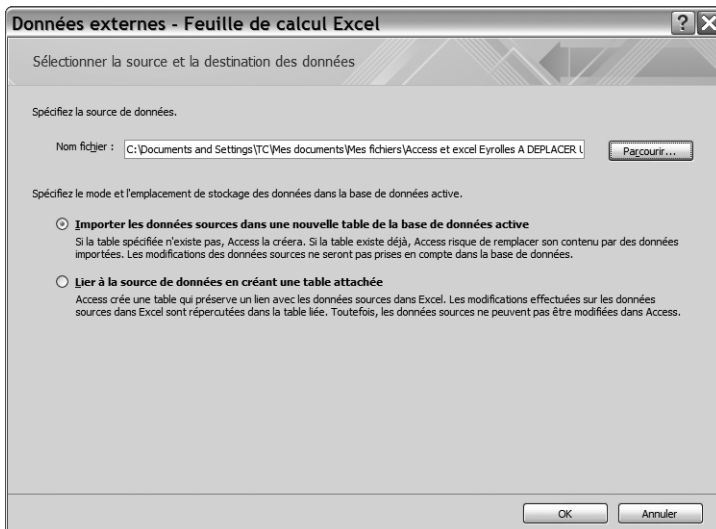 Données externes - Feuille de calcul Excel
Sélectionner la source et la destination des données
Spécifiez la source de données.
Nom fichier : C:\Documents and Settings\TC\Mes documents\Mes fichiers\Access et excel Eyrolles A DEPLACER U Parcourir...
Spécifiez le mode et l'emplacement de stockage des données dans la base de données active.
Importer les données sources dans une nouvelle table de la base de données active
Si la table spécifiée n'existe pas, Access la créera. Si la table existe déjà, Access risque de remplacer son contenu par des données
importées. Les modifications des données sources ne seront pas prises en compte dans la base de données.
Lier à la source de données en créant une table attachée
Access crée une table qui préserve un lien avec les données sources dans Excel. Les modifications effectuées sur les données
sources dans Excel sont répercutées dans la table liée. Toutefois, les données sources ne peuvent pas être modifiées dans Access.
OK Annuler